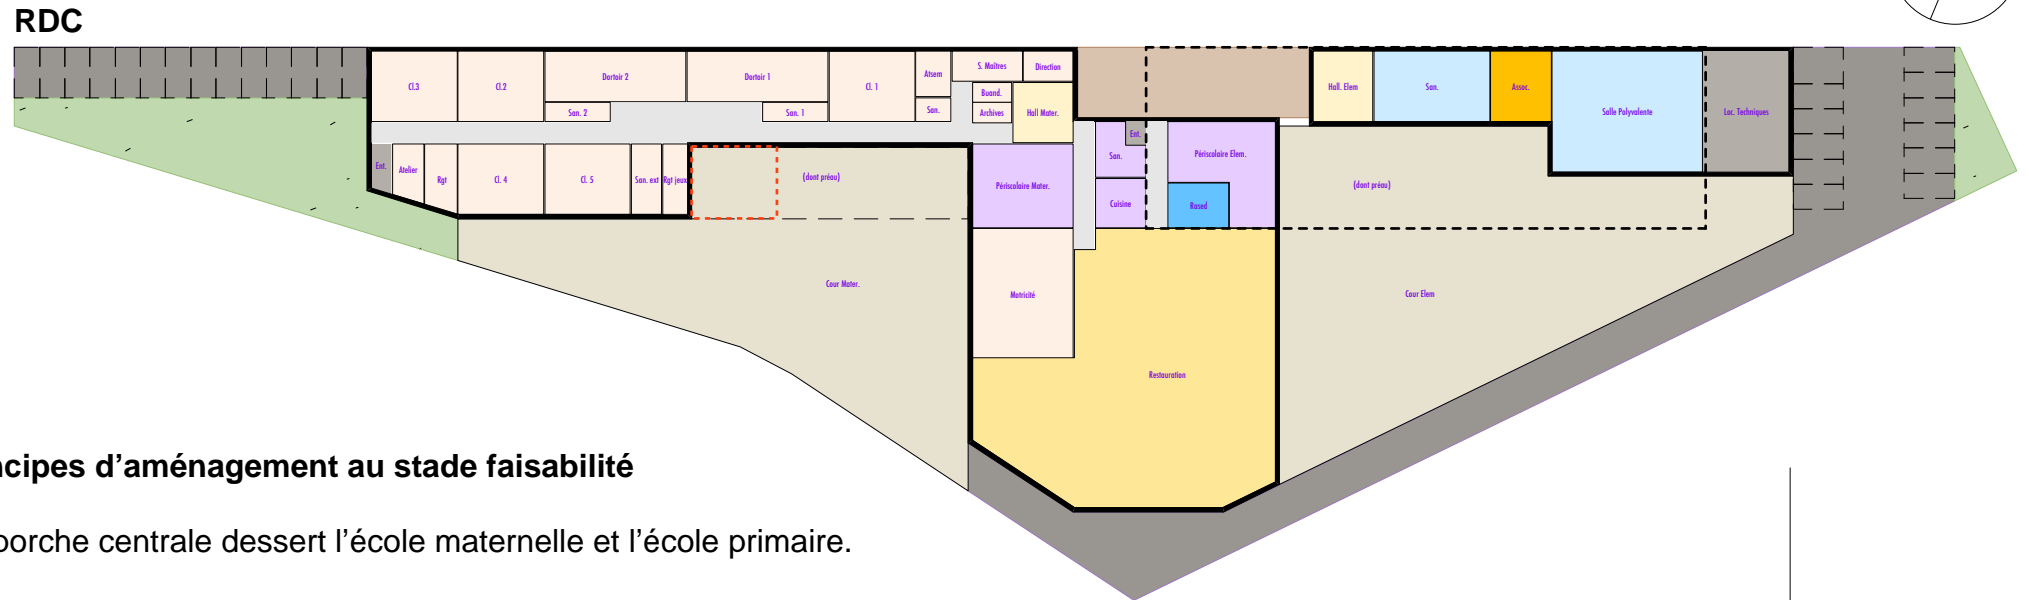 RDC
Cl.3
Cl.2
Dortoir 2
Dortoir 1
Cl. 1
Atsem
S. Maîtres
Direction
Buand.
Archives
Hall Mater.
San. 2
San. 1
San.
Hall. Elem
San.
Assoc.
Salle Polyvalente
Loc. Techniques
Ent.
Atelier
Rgt
Cl. 4
Cl. 5
San. ext
Rgt jeux
(dont préau)
Périscolaire Mater.
San.
Ent.
Périscolaire Elem.
Cuisine
Rased
(dont préau)
Cour Mater.
Motricité
Cour Elem
Restauration
ncipes d’aménagement au stade faisabilité
porche centrale dessert l’école maternelle et l’école primaire.